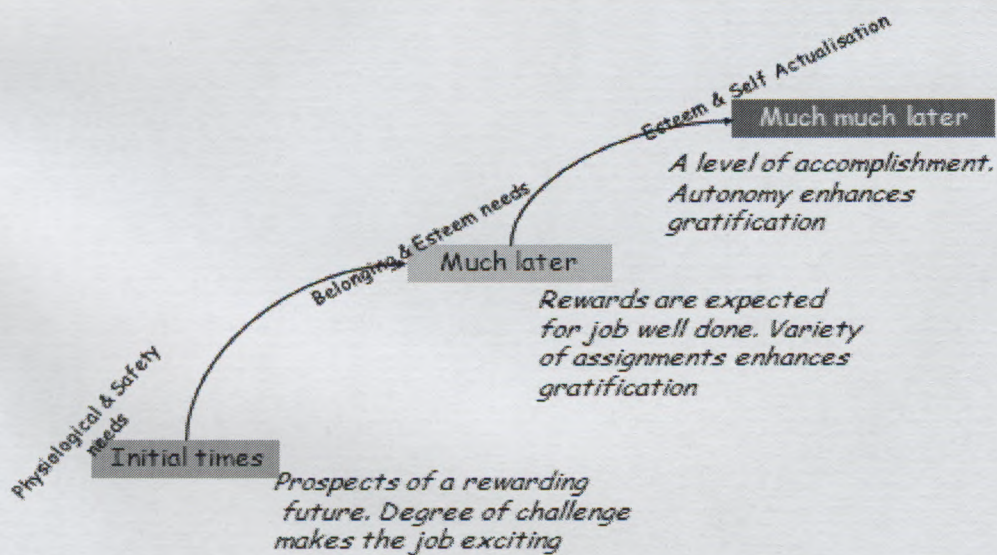 Esteem & Self Actualisation
Much much later
A level of accomplishment.
Autonomy enhances
gratification
Belonging & Esteem needs
Much later
Rewards are expected
for job well done. Variety
of assignments enhances
gratification
Physiological & Safety
needs
Initial times
Prospects of a rewarding
future. Degree of challenge
makes the job exciting